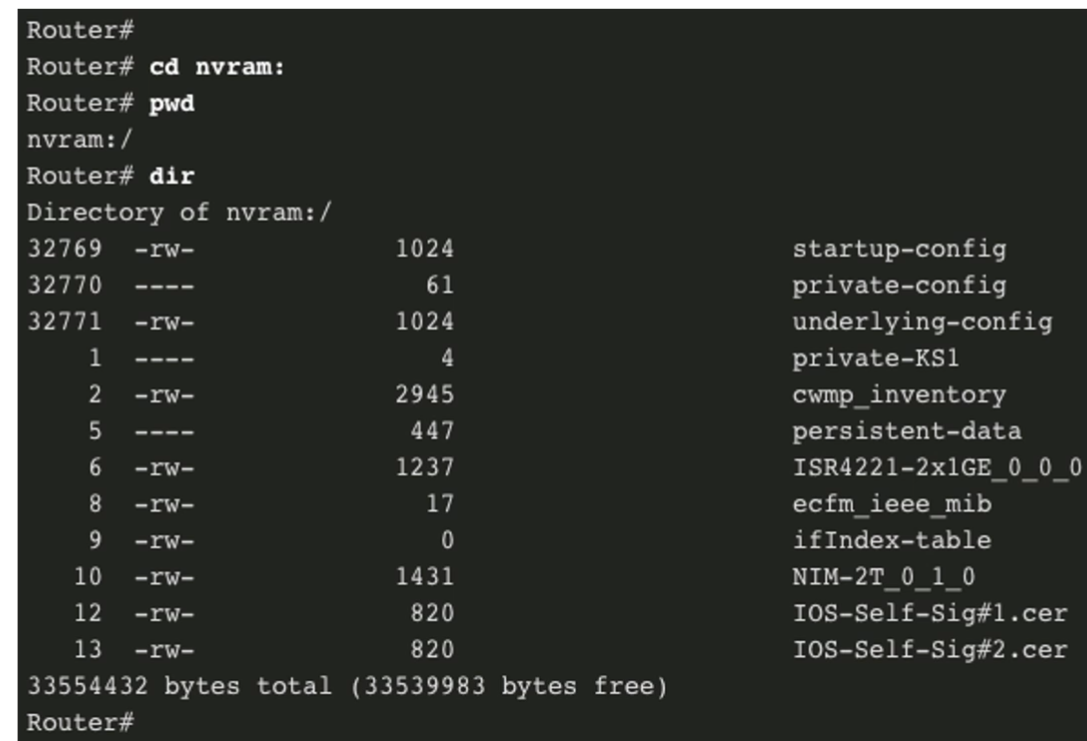 Router#
Router# cd nvram:
Router# pwd
nvram:/
Router# dir
Directory of nvram:/
32769 -rw- 1024 startup-config
32770 ---- 61 private-config
32771 -rw- 1024 underlying-config
1 ---- 4 private-KS1
2 -rw- 2945 cwmp_inventory
5 ---- 447 persistent-data
6 -rw- 1237 ISR4221-2x1GE_0_0_0
8 -rw- 17 ecfm_ieee_mib
9 -rw- 0 ifIndex-table
10 -rw- 1431 NIM-2T_0_1_0
12 -rw- 820 IOS-Self-Sig#1.cer
13 -rw- 820 IOS-Self-Sig#2.cer
33554432 bytes total (33539983 bytes free)
Router#